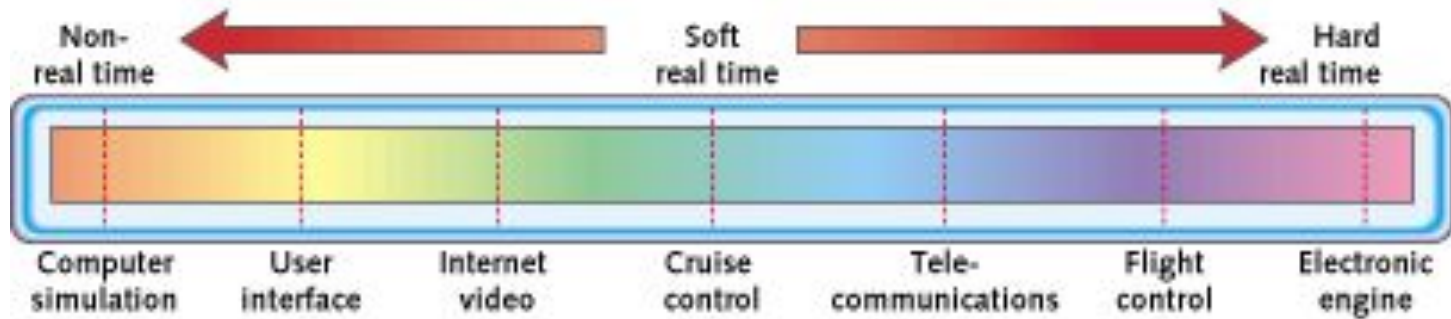 Non-
real time
Soft
real time
Hard
real time
Computer
simulation
User
interface
Internet
video
Cruise
control
Tele-
communications
Flight
control
Electronic
engine